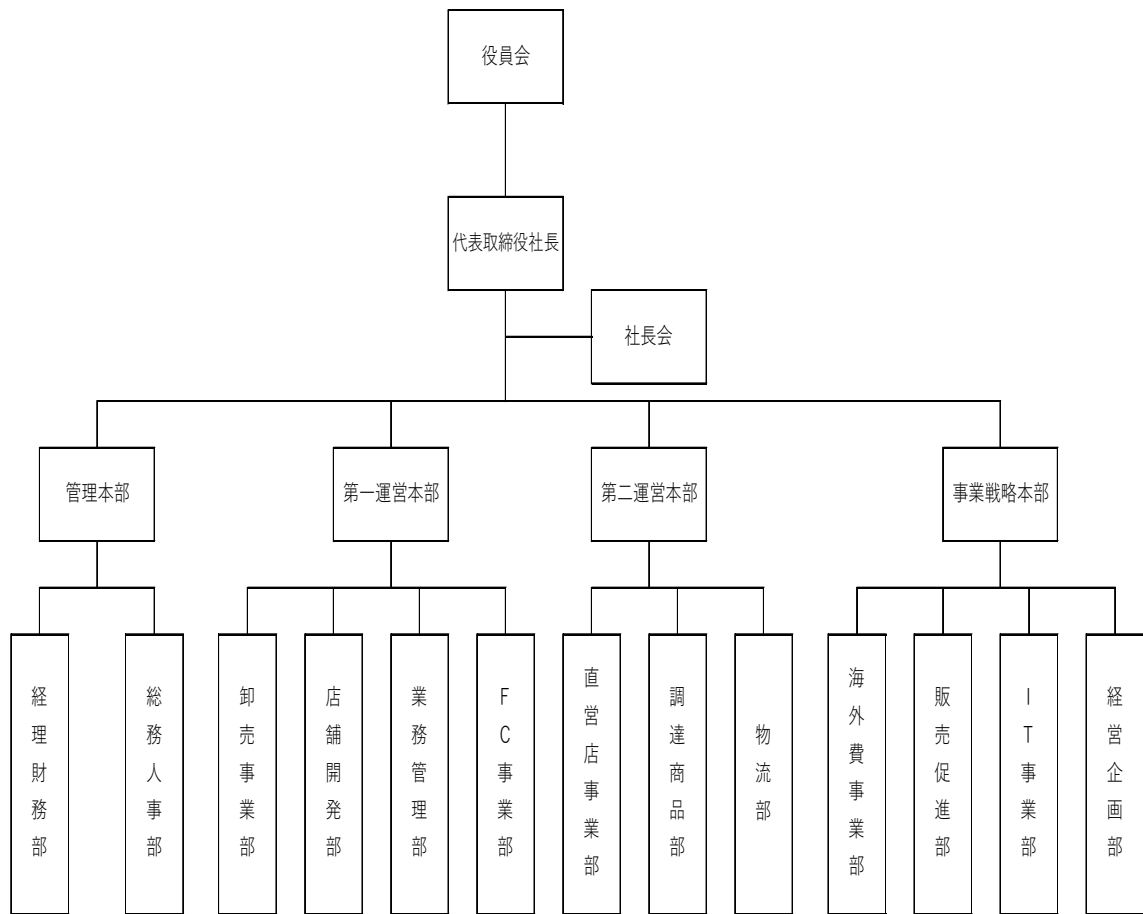 役員会
代表取締役社長
社長会
管理本部
第一運営本部
第二運営本部
事業戦略本部
経理財務部
総務人事部
卸売事業部
店舗開発部
業務管理部
FC事業部
直営店事業部
調達商品部
物流部
海外費事業部
販売促進部
IT事業部
経営企画部